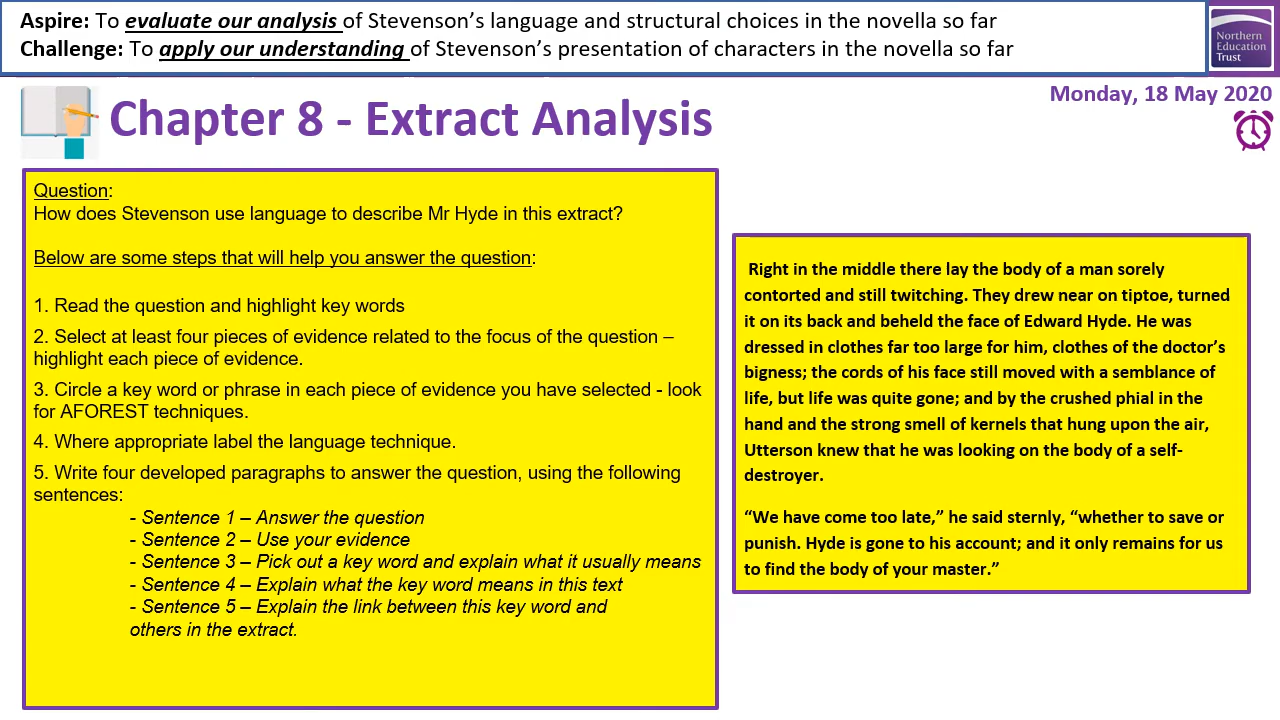 Aspire: To evaluate our analysis of Stevenson’s language and structural choices in the novella so far
Challenge: To apply our understanding of Stevenson’s presentation of characters in the novella so far
Northern
Education
Trust
Monday, 18 May 2020
Chapter 8 - Extract Analysis
Question:
How does Stevenson use language to describe Mr Hyde in this extract?
Below are some steps that will help you answer the question:
1. Read the question and highlight key words
2. Select at least four pieces of evidence related to the focus of the question –
highlight each piece of evidence.
3. Circle a key word or phrase in each piece of evidence you have selected - look
for AFOREST techniques.
4. Where appropriate label the language technique.
5. Write four developed paragraphs to answer the question, using the following
sentences:
- Sentence 1 – Answer the question
- Sentence 2 – Use your evidence
- Sentence 3 – Pick out a key word and explain what it usually means
- Sentence 4 – Explain what the key word means in this text
- Sentence 5 – Explain the link between this key word and
others in the extract.
Right in the middle there lay the body of a man sorely
contorted and still twitching. They drew near on tiptoe, turned
it on its back and beheld the face of Edward Hyde. He was
dressed in clothes far too large for him, clothes of the doctor’s
bigness; the cords of his face still moved with a semblance of
life, but life was quite gone; and by the crushed phial in the
hand and the strong smell of kernels that hung upon the air,
Utterson knew that he was looking on the body of a self-
destroyer.
“We have come too late,” he said sternly, “whether to save or
punish. Hyde is gone to his account; and it only remains for us
to find the body of your master.”